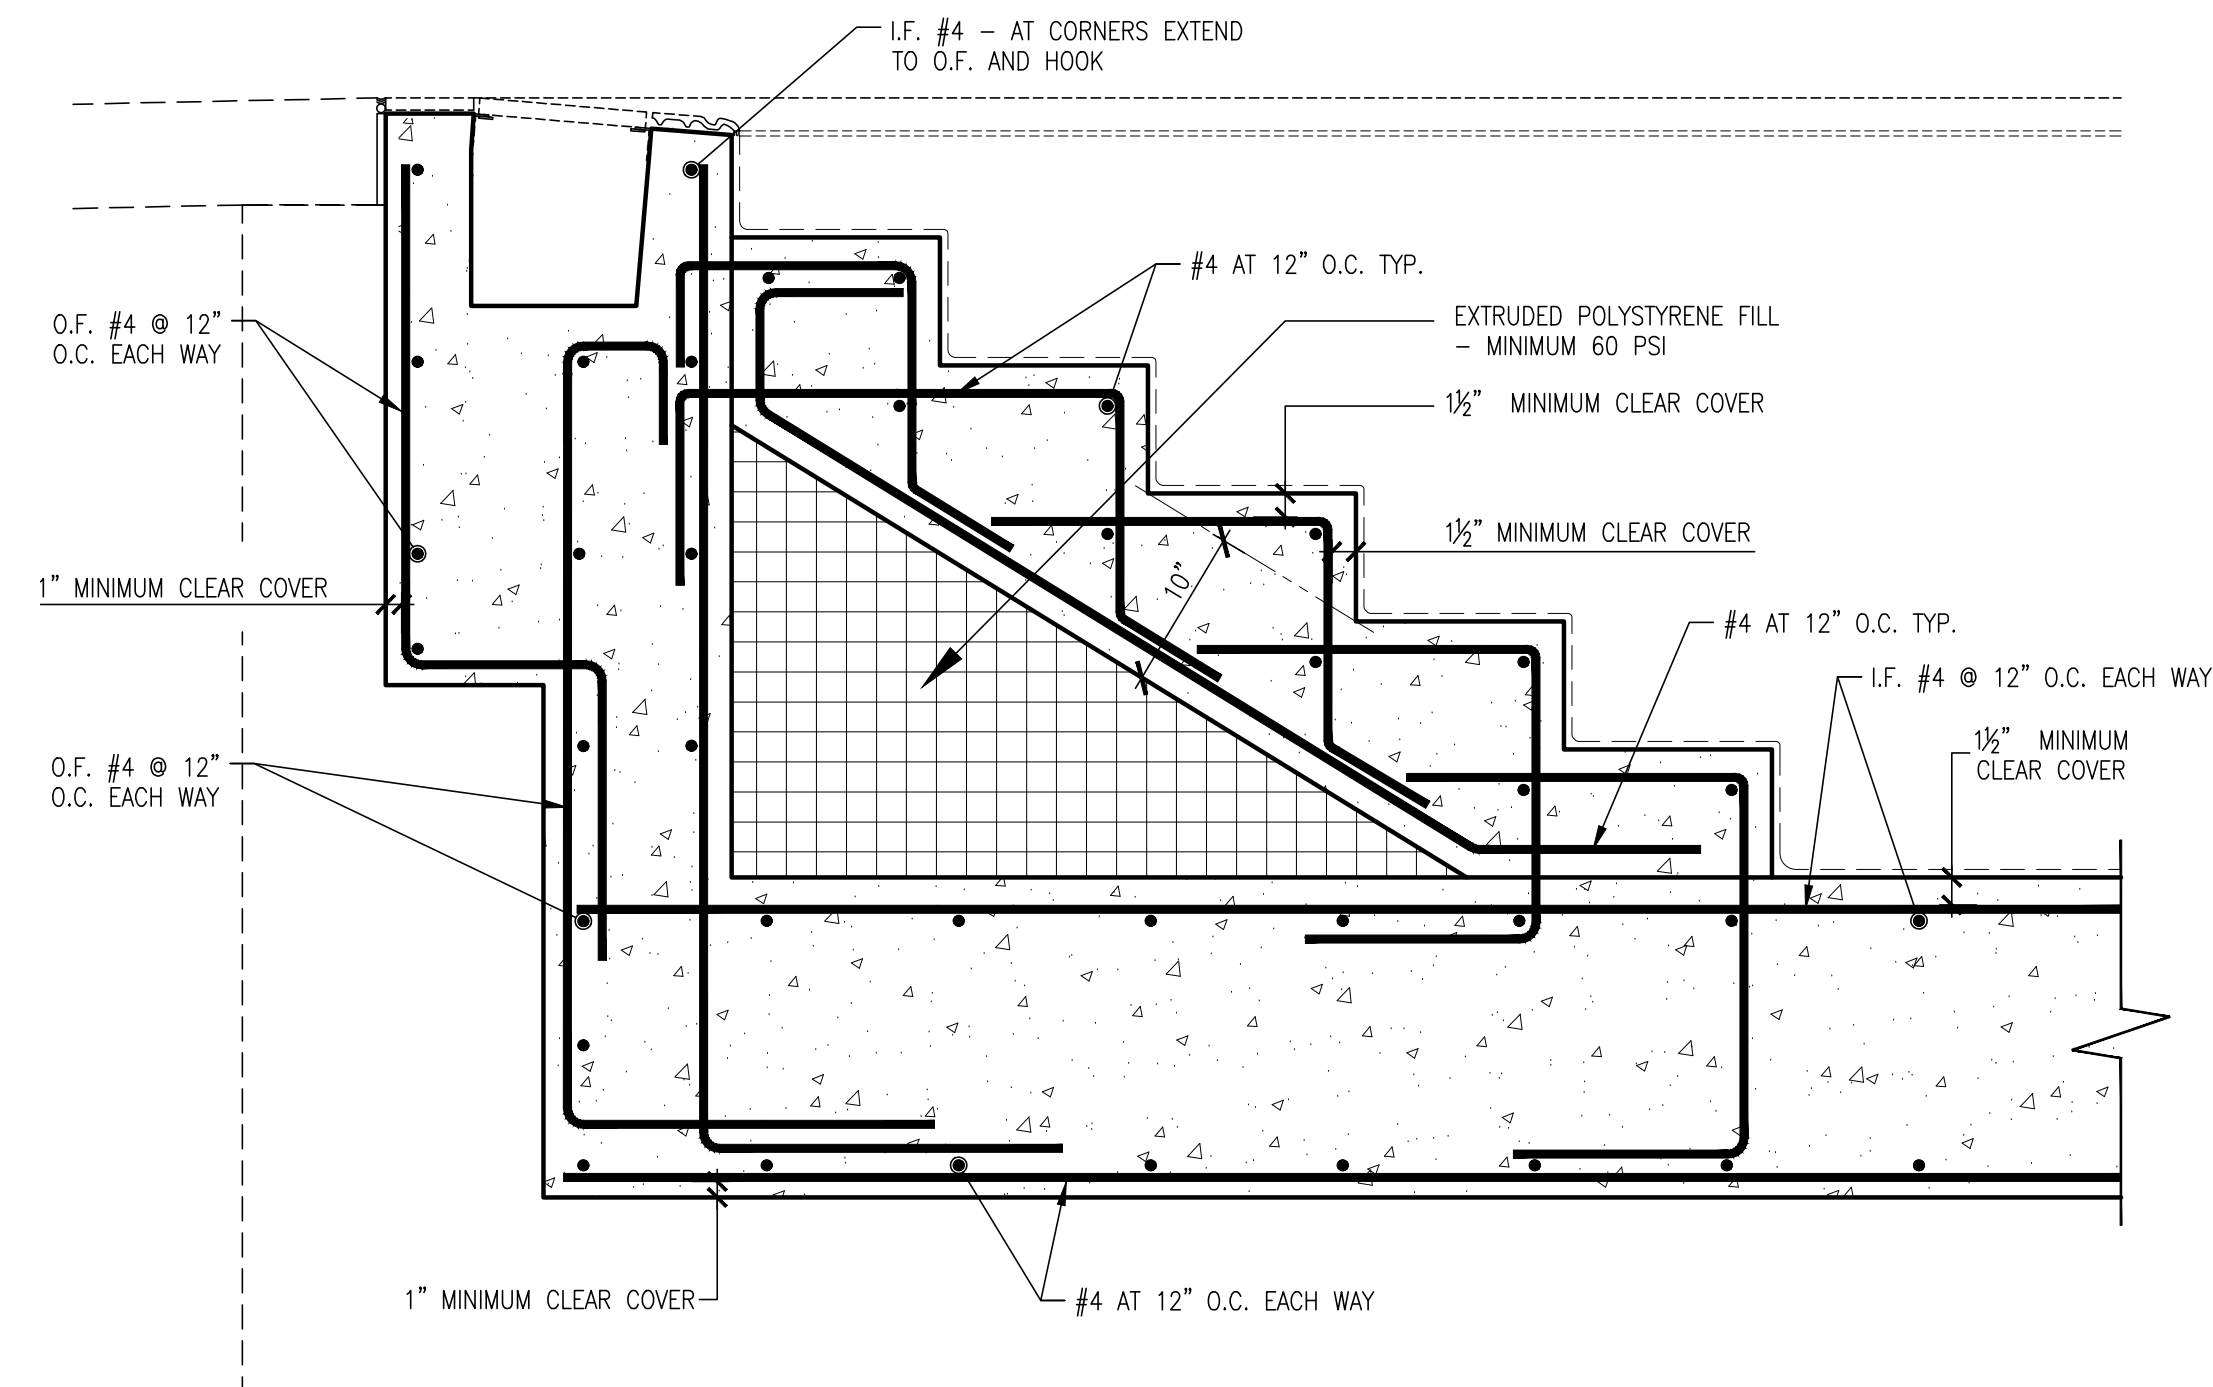 I.F. #4 – AT CORNERS EXTEND
TO O.F. AND HOOK
#4 AT 12" O.C. TYP.
O.F. #4 @ 12"
O.C. EACH WAY
EXTRUDED POLYSTYRENE FILL
– MINIMUM 60 PSI
1½" MINIMUM CLEAR COVER
1½" MINIMUM CLEAR COVER
10"
1" MINIMUM CLEAR COVER
#4 AT 12" O.C. TYP.
I.F. #4 @ 12" O.C. EACH WAY
1½" MINIMUM
CLEAR COVER
O.F. #4 @ 12"
O.C. EACH WAY
1" MINIMUM CLEAR COVER
#4 AT 12" O.C. EACH WAY